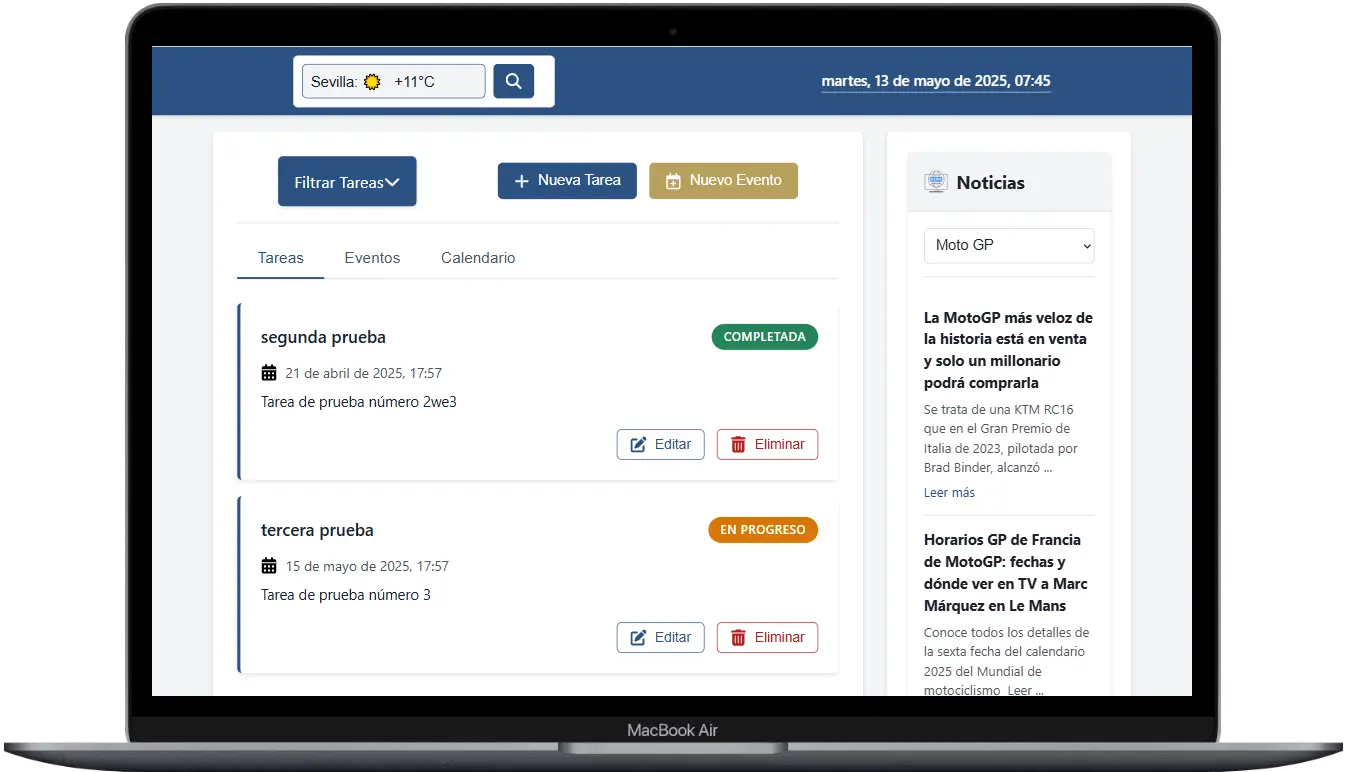 Sevilla: +11°C
martes, 13 de mayo de 2025, 07:45
Filtrar Tareas
Nueva Tarea
Nuevo Evento
Tareas
Eventos
Calendario
segunda prueba
COMPLETADA
21 de abril de 2025, 17:57
Tarea de prueba número 2we3
Editar
Eliminar
tercera prueba
EN PROGRESO
15 de mayo de 2025, 17:57
Tarea de prueba número 3
Editar
Eliminar
Noticias
Moto GP
La MotoGP más veloz de
la historia está en venta
y solo un millonario
podrá comprarla
Se trata de una KTM RC16
que en el Gran Premio de
Italia de 2023, pilotada por
Brad Binder, alcanzó ...
Leer más
Horarios GP de Francia
de MotoGP: fechas y
dónde ver en TV a Marc
Márquez en Le Mans
Conoce todos los detalles de
la sexta fecha del calendario
2025 del Mundial de
motociclismo Leer ...
MacBook Air